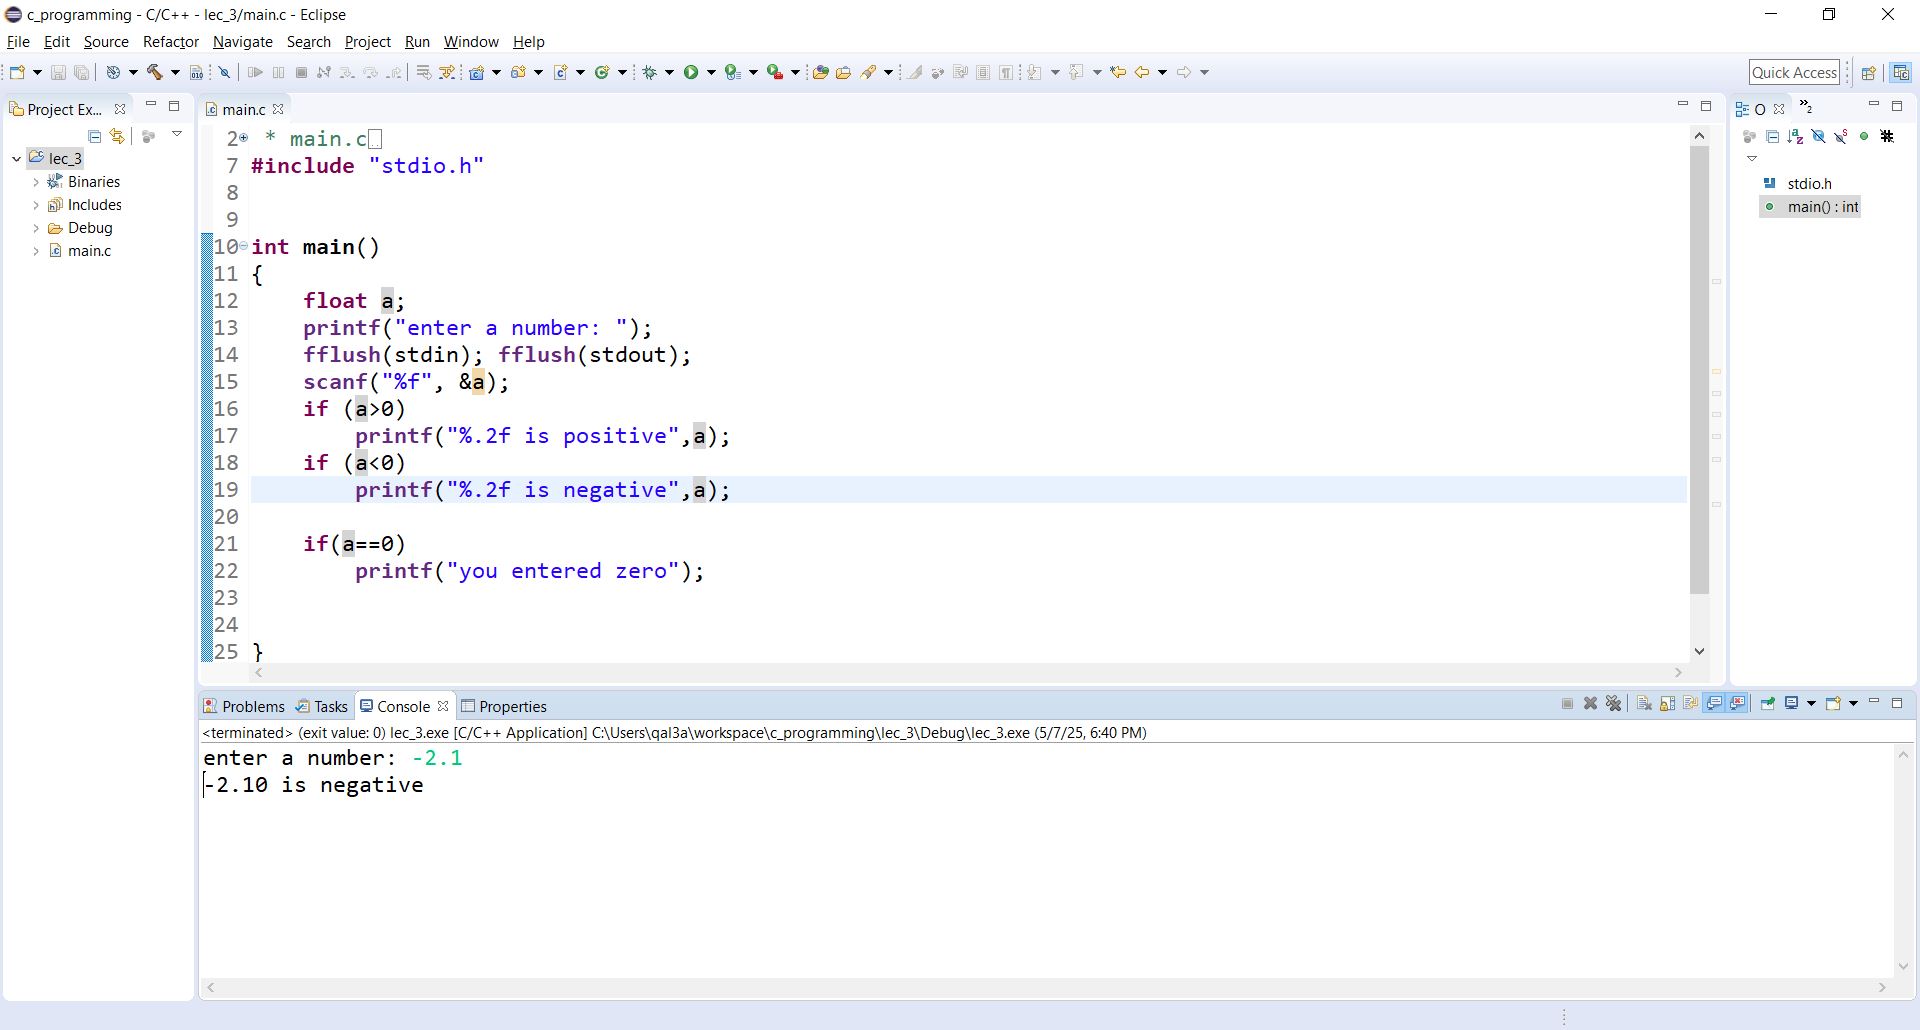 c_programming - C/C++ - lec_3/main.c - Eclipse
File Edit Source Refactor Navigate Search Project Run Window Help
Quick Access
Project Ex...
lec_3
Binaries
Includes
Debug
main.c
main.c
2 * main.c
7 #include "stdio.h"
8
9
10 int main()
11 {
12 float a;
13 printf("enter a number: ");
14 fflush(stdin); fflush(stdout);
15 scanf("%f", &a);
16 if (a>0)
17 printf("%.2f is positive",a);
18 if (a<0)
19 printf("%.2f is negative",a);
20
21 if(a==0)
22 printf("you entered zero");
23
24
25 }
O »2
stdio.h
main() : int
Problems Tasks Console Properties
<terminated> (exit value: 0) lec_3.exe [C/C++ Application] C:\Users\qal3a\workspace\c_programming\lec_3\Debug\lec_3.exe (5/7/25, 6:40 PM)
enter a number: -2.1
-2.10 is negative